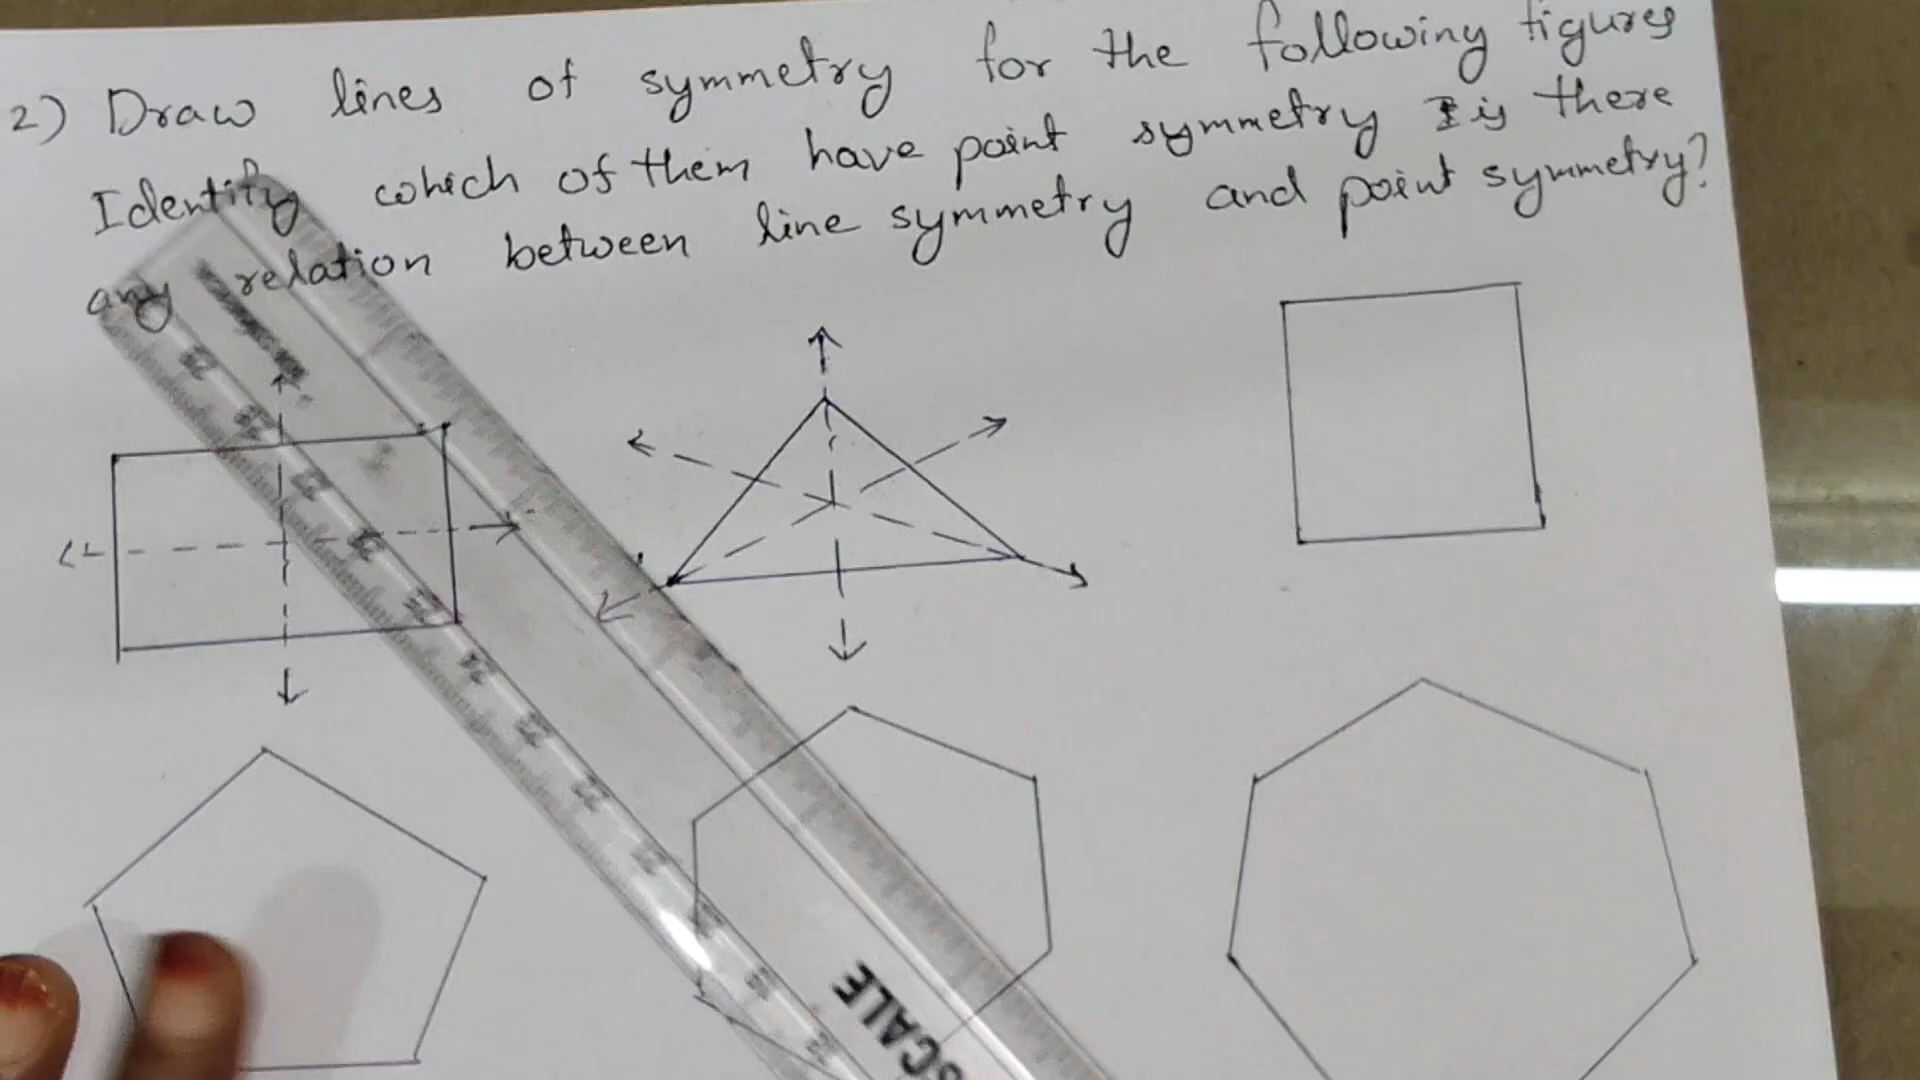 2) Draw lines of symmetry for the following figures
Identify which of them have point symmetry Is there
any relation between line symmetry and point symmetry?
SCALE